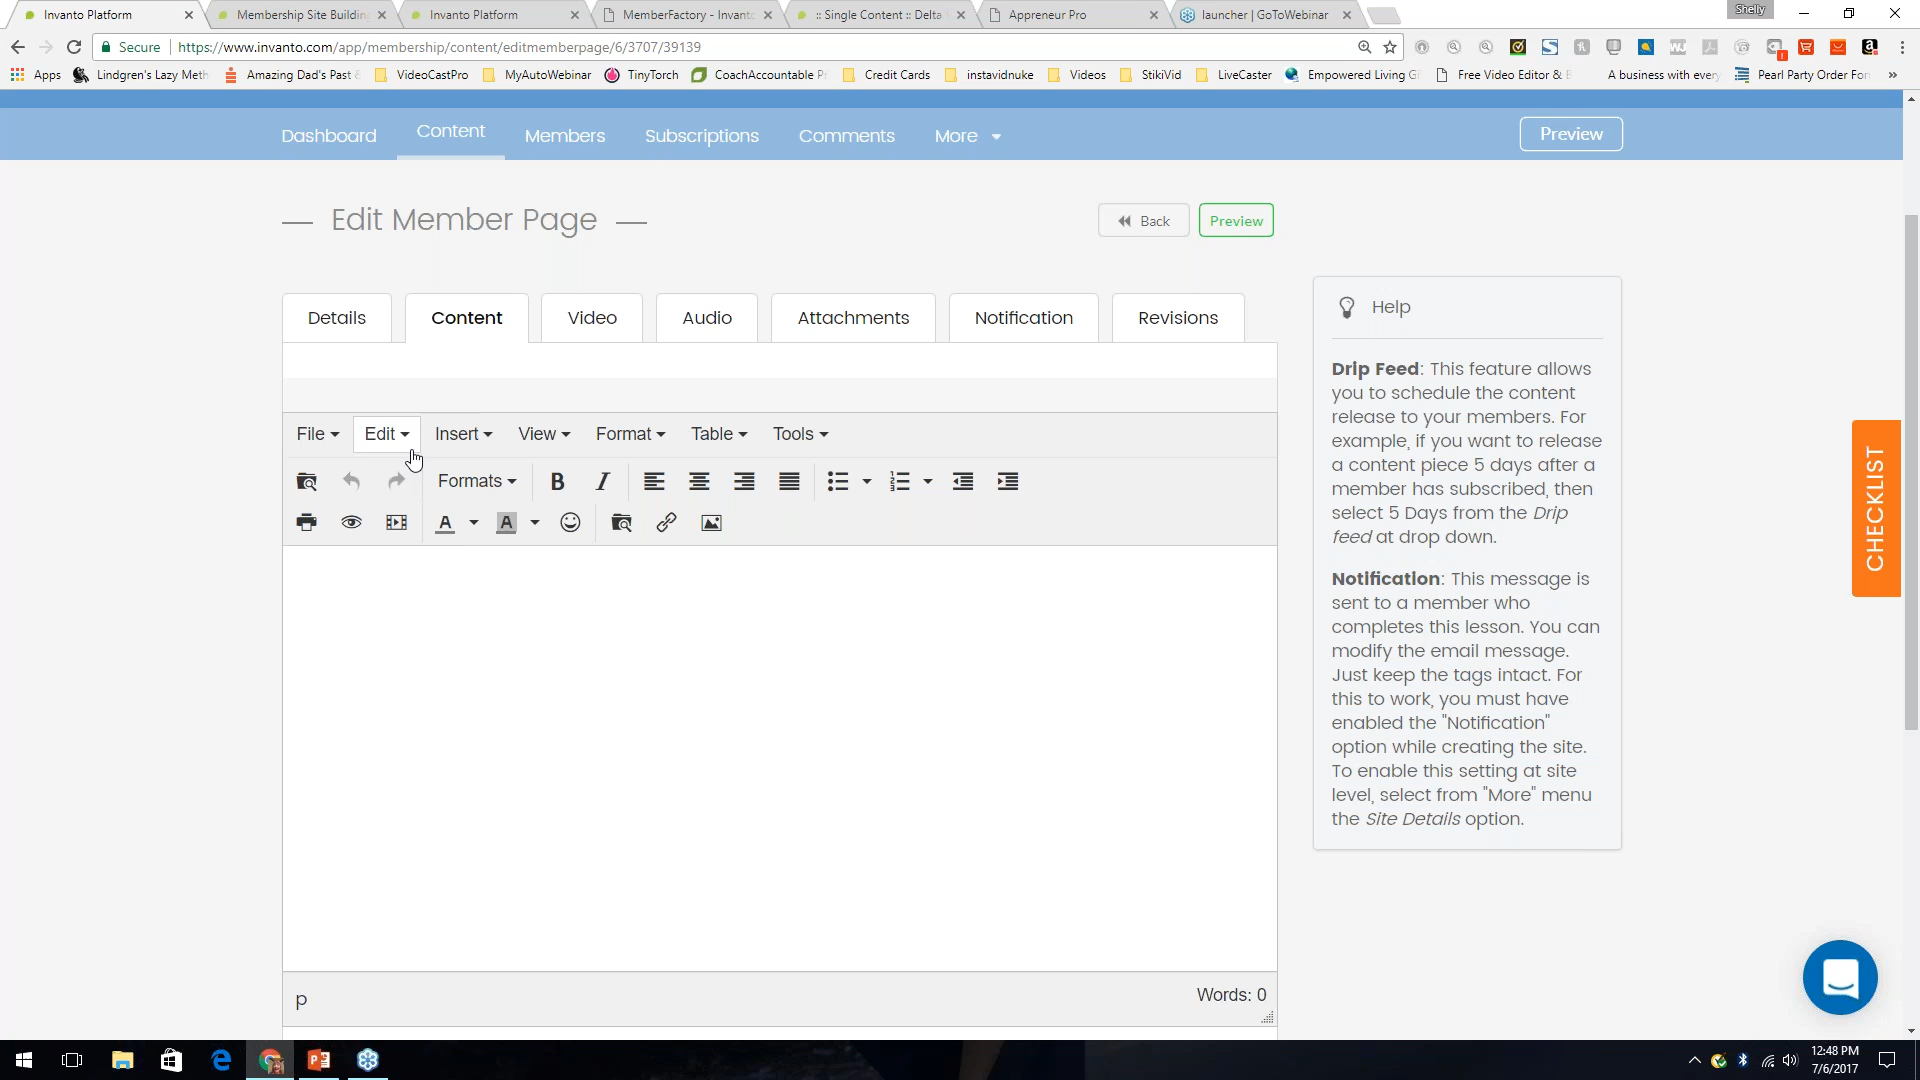 Invanto Platform
Membership Site Building
Invanto Platform
MemberFactory - Invanto
:: Single Content :: Delta
Appreneur Pro
launcher | GoToWebinar
Shelly
Secure
https://www.invanto.com/app/membership/content/editmemberpage/6/3707/39139
Apps
Lindgren's Lazy Meth
Amazing Dad's Past &
VideoCastPro
MyAutoWebinar
TinyTorch
CoachAccountable P
Credit Cards
instavidnuke
Videos
StikiVid
LiveCaster
Empowered Living G
Free Video Editor &
A business with every
Pearl Party Order For
Dashboard
Content
Members
Subscriptions
Comments
More
Preview
Edit Member Page
Back
Preview
Details
Content
Video
Audio
Attachments
Notification
Revisions
File
Edit
Insert
View
Format
Table
Tools
Formats
p
Words: 0
Help
Drip Feed: This feature allows
you to schedule the content
release to your members. For
example, if you want to release
a content piece 5 days after a
member has subscribed, then
select 5 Days from the Drip
feed at drop down.
Notification: This message is
sent to a member who
completes this lesson. You can
modify the email message.
Just keep the tags intact. For
this to work, you must have
enabled the "Notification"
option while creating the site.
To enable this setting at site
level, select from "More" menu
the Site Details option.
CHECKLIST
12:48 PM
7/6/2017